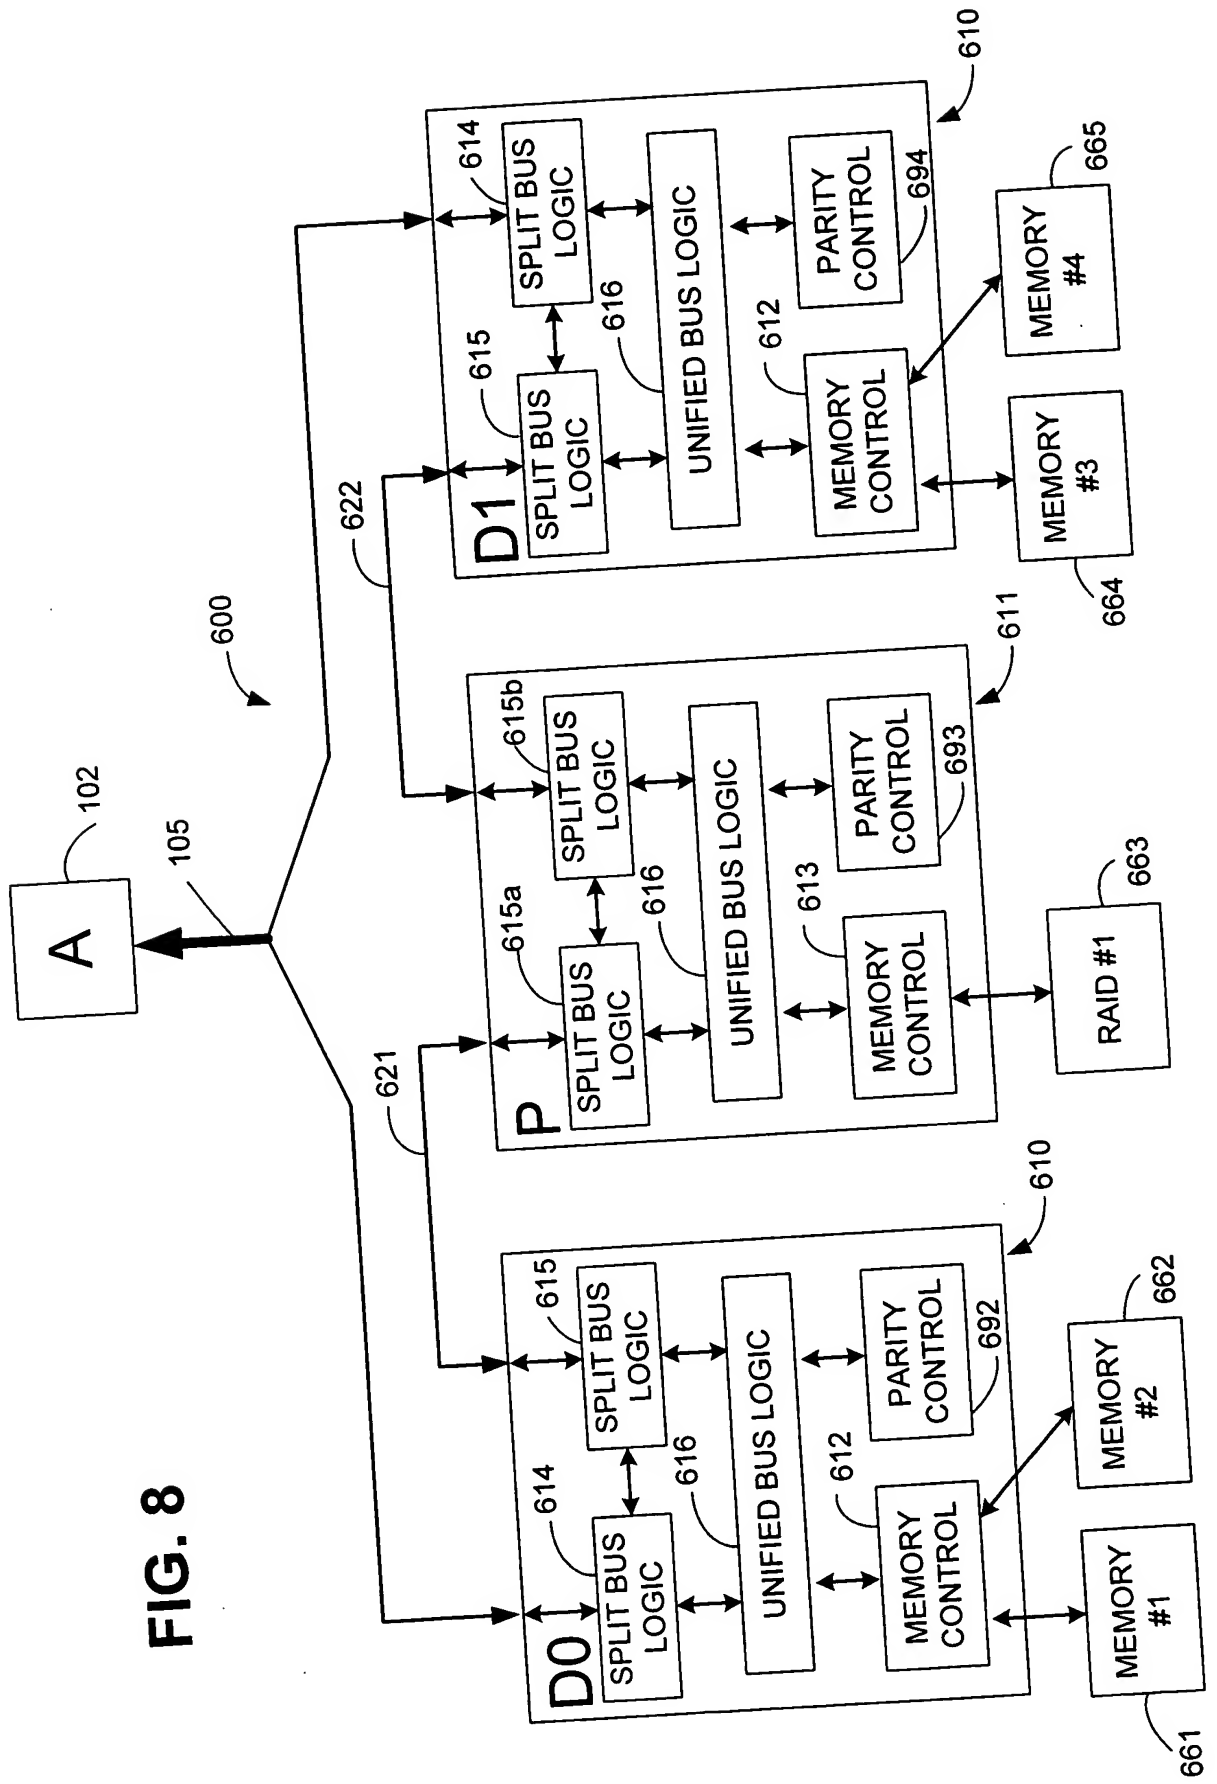 FIG. 8
A
102
105
600
621
622
D0
614
SPLIT BUS
LOGIC
615
SPLIT BUS
LOGIC
616
UNIFIED BUS LOGIC
612
MEMORY
CONTROL
PARITY
CONTROL
692
610
MEMORY
#1
661
MEMORY
#2
662
P
615a
SPLIT BUS
LOGIC
615b
SPLIT BUS
LOGIC
616
UNIFIED BUS LOGIC
613
MEMORY
CONTROL
PARITY
CONTROL
693
611
RAID #1
663
D1
615
SPLIT BUS
LOGIC
614
SPLIT BUS
LOGIC
616
UNIFIED BUS LOGIC
612
MEMORY
CONTROL
PARITY
CONTROL
694
610
MEMORY
#3
664
MEMORY
#4
665